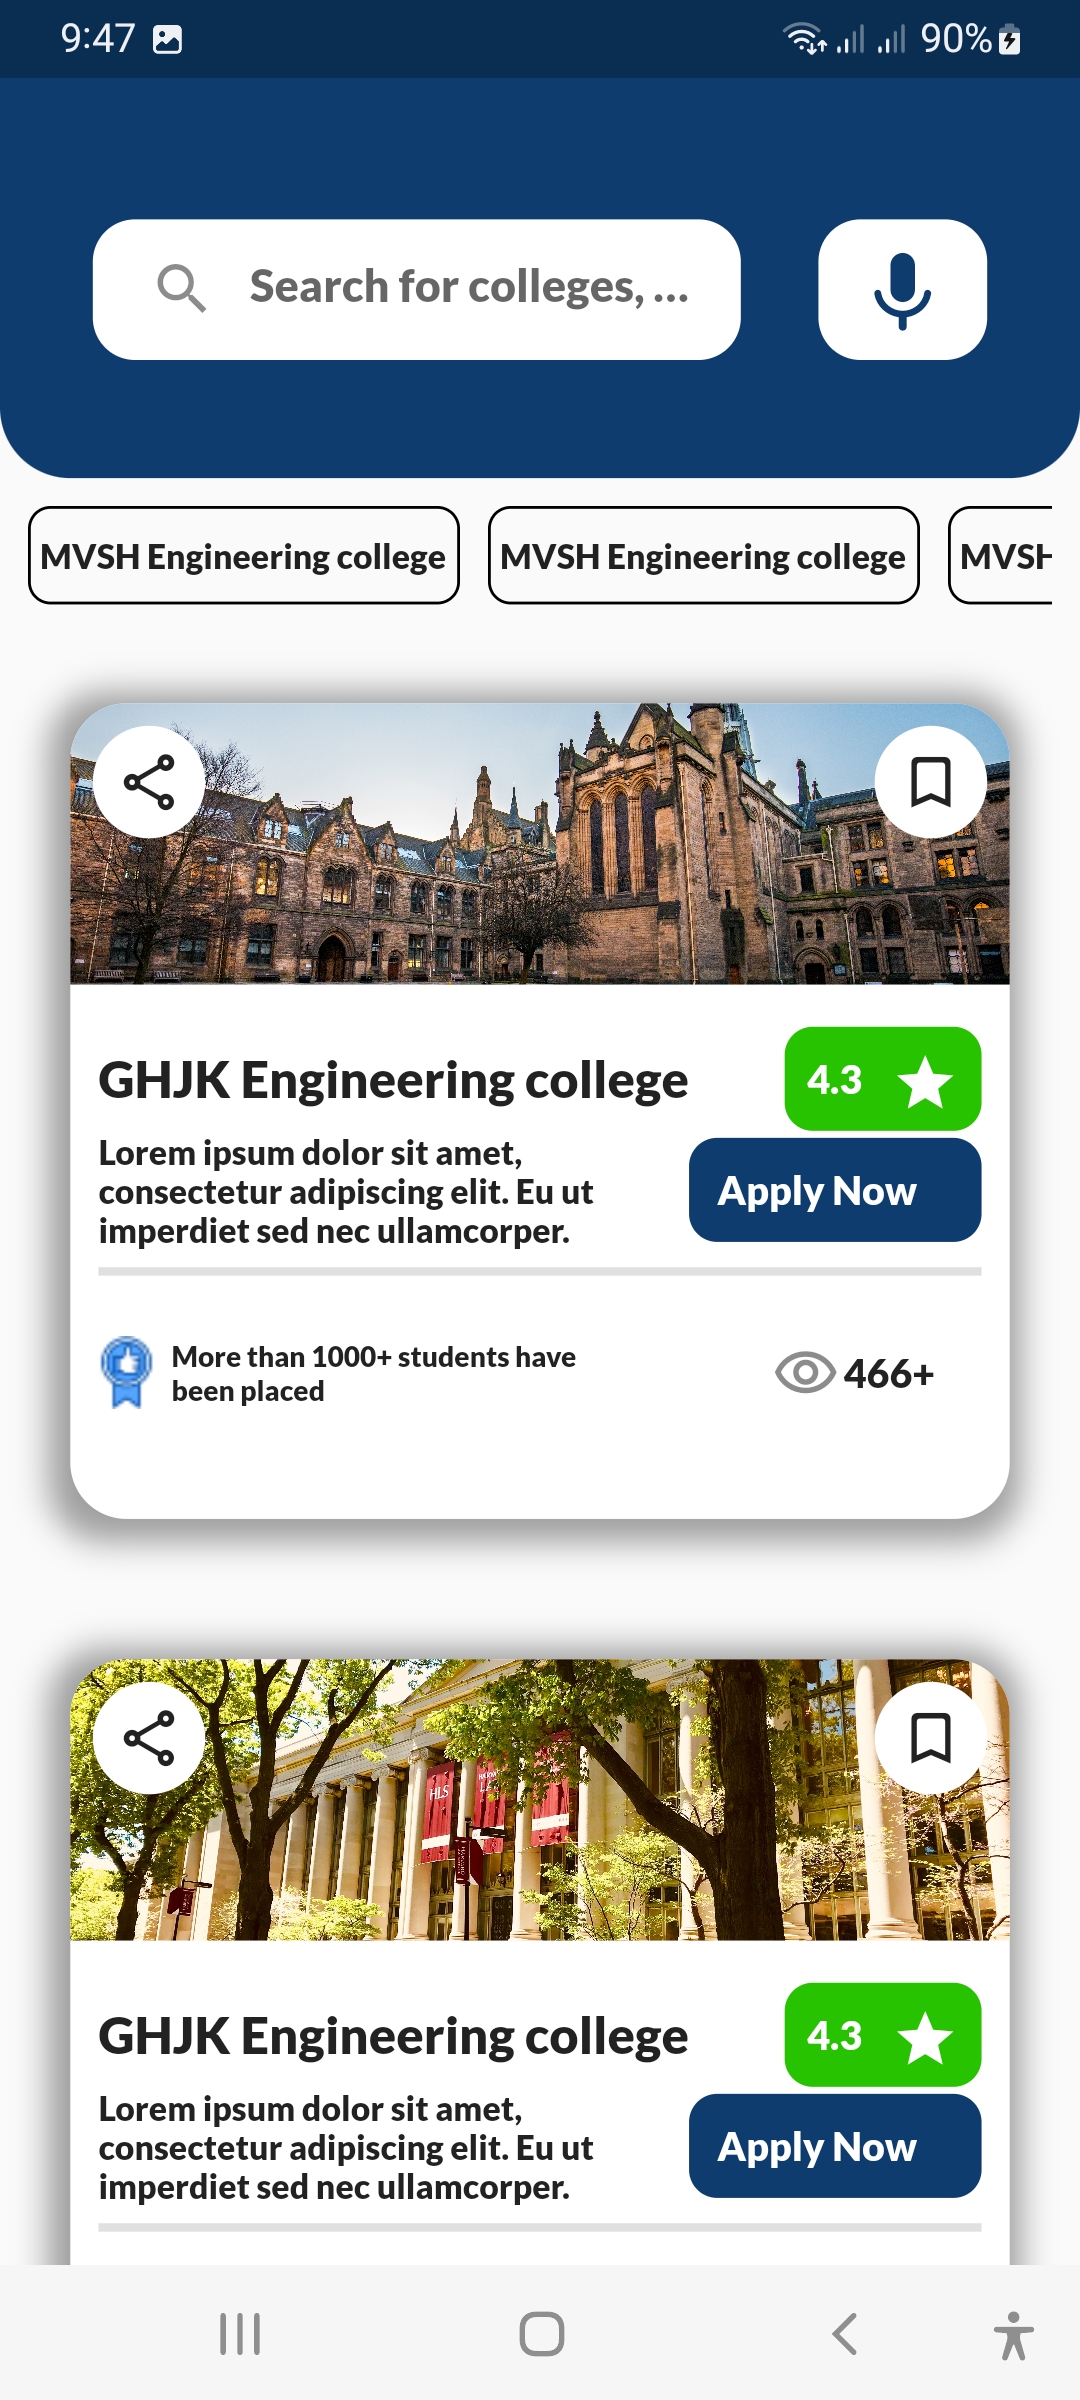 9:47 90%
Search for colleges, ...
MVSH Engineering college MVSH Engineering college MVSH
GHJK Engineering college 4.3
Lorem ipsum dolor sit amet,
consectetur adipiscing elit. Eu ut
imperdiet sed nec ullamcorper.
Apply Now
More than 1000+ students have
been placed
466+
HLS
GHJK Engineering college 4.3
Lorem ipsum dolor sit amet,
consectetur adipiscing elit. Eu ut
imperdiet sed nec ullamcorper.
Apply Now